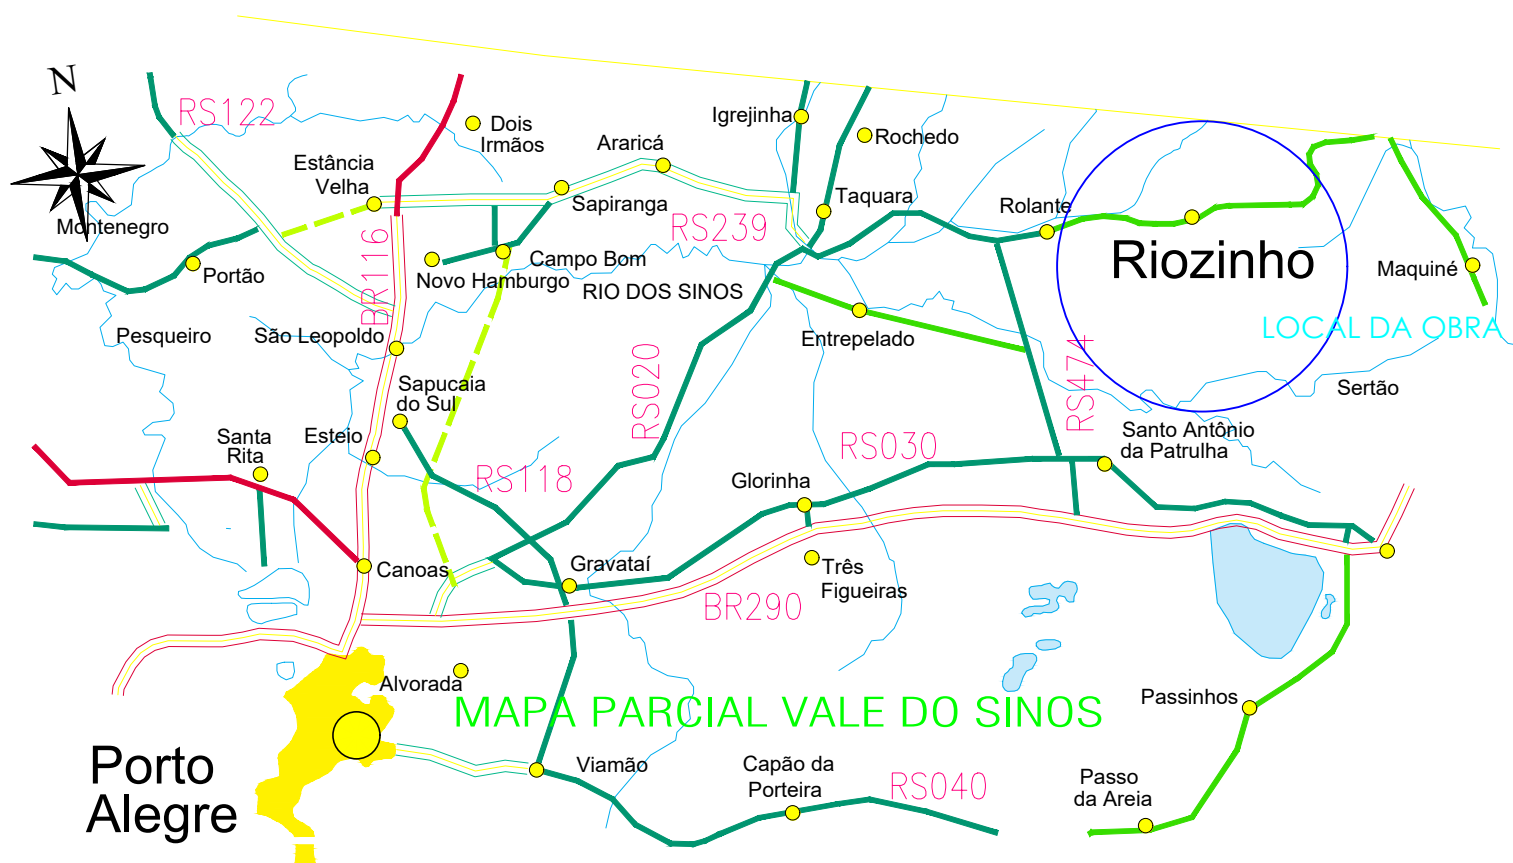 N
RS122
Dois
Irmãos
Igrejinha
Rochedo
Araricá
Estância
Velha
Sapiranga
Taquara
Rolante
Montenegro
RS239
Riozinho
Portão
BR116
Novo Hamburgo
Campo Bom
RIO DOS SINOS
Maquiné
LOCAL DA OBRA
Pesqueiro
São Leopoldo
Entrepelado
RS020
RS474
Sapucaia
do Sul
Sertão
Santa
Rita
Esteio
RS118
RS030
Santo Antônio
da Patrulha
Glorinha
Canoas
Gravataí
Três
Figueiras
BR290
Alvorada
MAPA PARCIAL VALE DO SINOS
Passinhos
Porto
Alegre
Viamão
Capão da
Porteira
RS040
Passo
da Areia